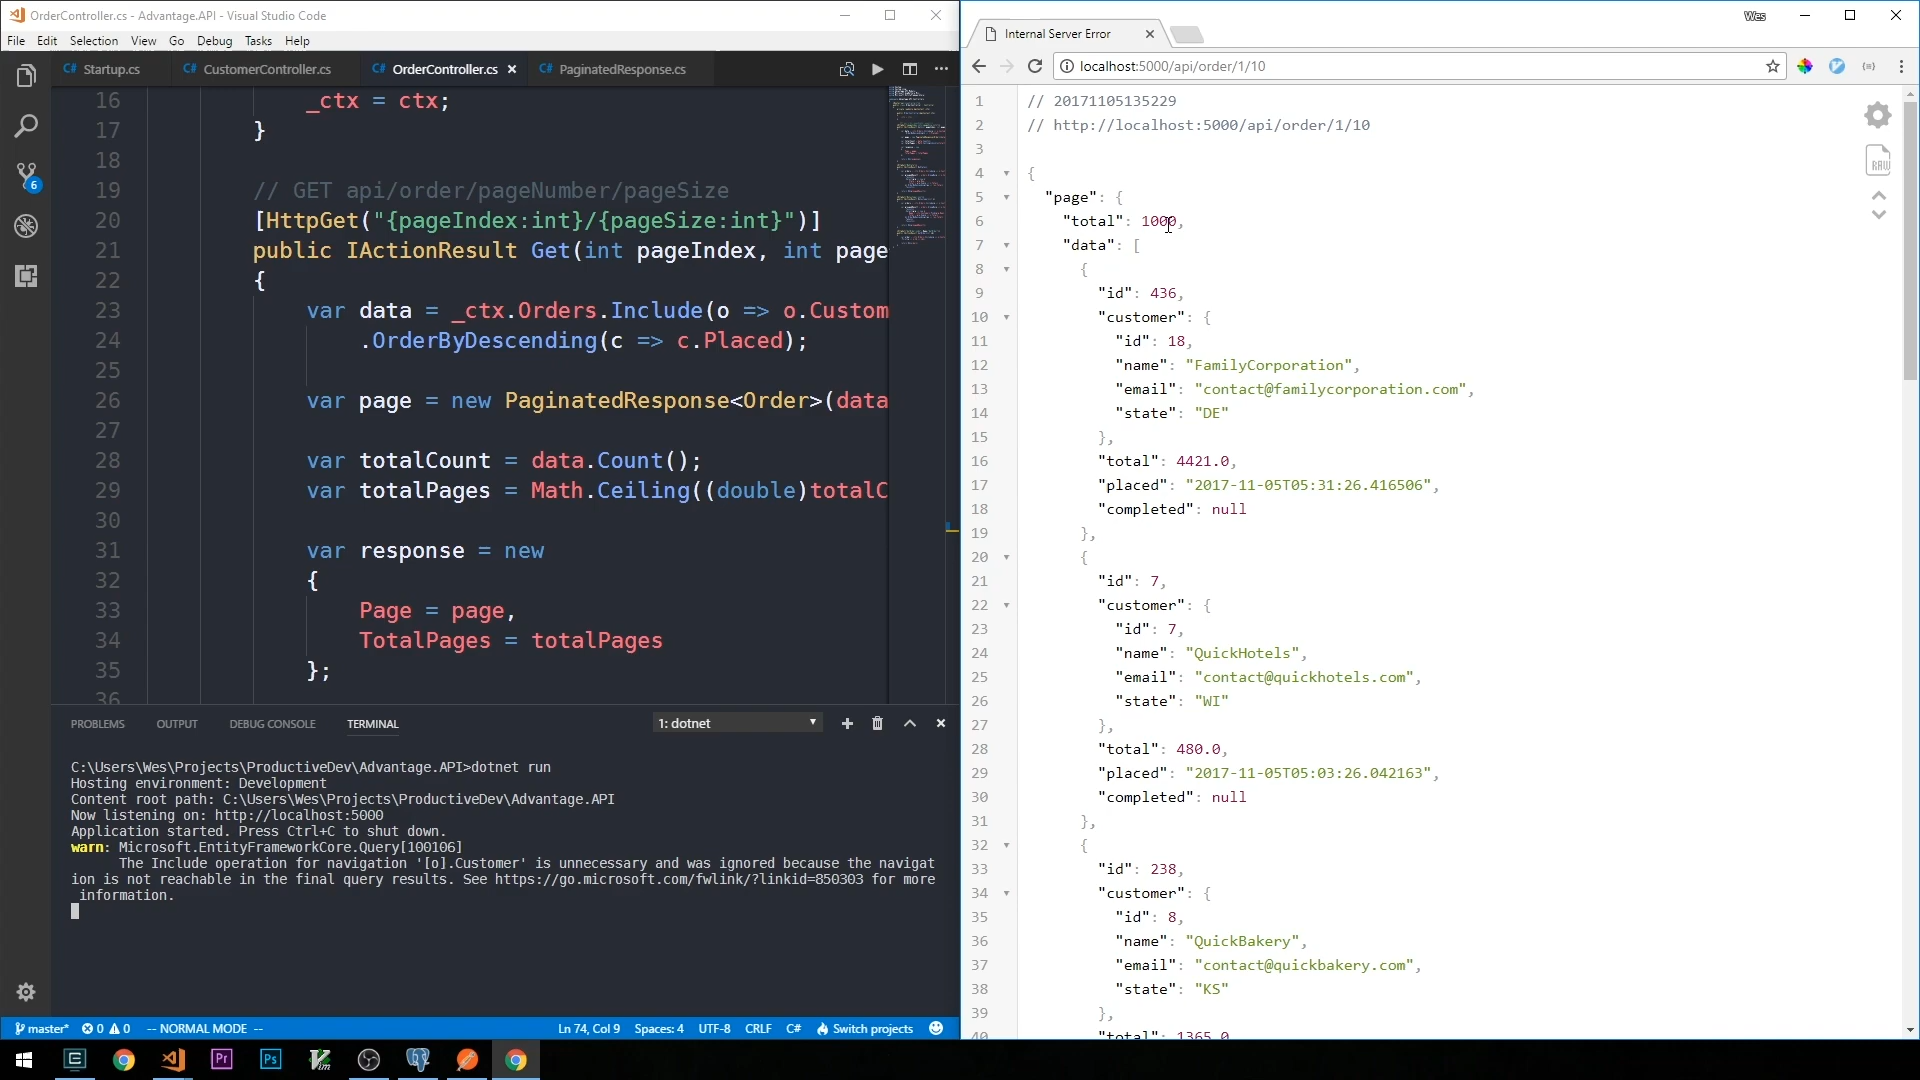 OrderController.cs - Advantage.API - Visual Studio Code
File Edit Selection View Go Debug Tasks Help
C# Startup.cs C# CustomerController.cs C# OrderController.cs C# PaginatedResponse.cs
16 _ctx = ctx;
17 }
18
19 // GET api/order/pageNumber/pageSize
20 [HttpGet("{pageIndex:int}/{pageSize:int}")]
21 public IActionResult Get(int pageIndex, int page
22 {
23 var data = _ctx.Orders.Include(o => o.Custom
24 .OrderByDescending(c => c.Placed);
25
26 var page = new PaginatedResponse<Order>(data
27
28 var totalCount = data.Count();
29 var totalPages = Math.Ceiling((double)totalC
30
31 var response = new
32 {
33 Page = page,
34 TotalPages = totalPages
35 };
36
6
PROBLEMS OUTPUT DEBUG CONSOLE TERMINAL 1: dotnet
C:\Users\Wes\Projects\ProductiveDev\Advantage.API>dotnet run
Hosting environment: Development
Content root path: C:\Users\Wes\Projects\ProductiveDev\Advantage.API
Now listening on: http://localhost:5000
Application started. Press Ctrl+C to shut down.
warn: Microsoft.EntityFrameworkCore.Query[100106]
The Include operation for navigation '[o].Customer' is unnecessary and was ignored because the navigat
ion is not reachable in the final query results. See https://go.microsoft.com/fwlink/?linkid=850303 for more
information.
master* 0 0 -- NORMAL MODE -- Ln 74, Col 9 Spaces: 4 UTF-8 CRLF C# Switch projects
Wes
Internal Server Error
localhost:5000/api/order/1/10
RAW
1 // 20171105135229
2 // http://localhost:5000/api/order/1/10
3
4 {
5 "page": {
6 "total": 1000,
7 "data": [
8 {
9 "id": 436,
10 "customer": {
11 "id": 18,
12 "name": "FamilyCorporation",
13 "email": "contact@familycorporation.com",
14 "state": "DE"
15 },
16 "total": 4421.0,
17 "placed": "2017-11-05T05:31:26.416506",
18 "completed": null
19 },
20 {
21 "id": 7,
22 "customer": {
23 "id": 7,
24 "name": "QuickHotels",
25 "email": "contact@quickhotels.com",
26 "state": "WI"
27 },
28 "total": 480.0,
29 "placed": "2017-11-05T05:03:26.042163",
30 "completed": null
31 },
32 {
33 "id": 238,
34 "customer": {
35 "id": 8,
36 "name": "QuickBakery",
37 "email": "contact@quickbakery.com",
38 "state": "KS"
39 },
40 "total": 1365.0
Pr Ps